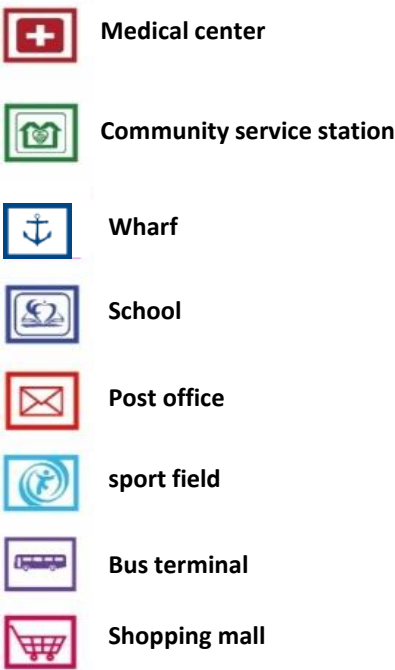 Medical center
Community service station
Wharf
School
Post office
sport field
Bus terminal
Shopping mall